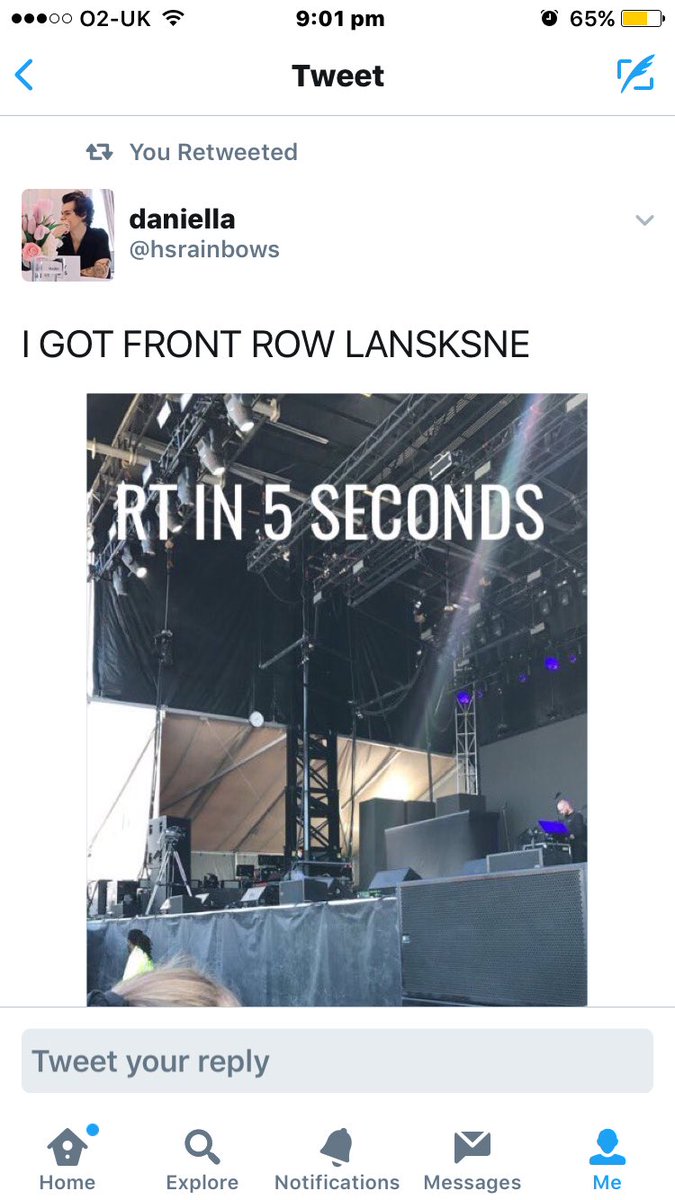 O2-UK 9:01 pm 65%
Tweet
You Retweeted
daniella
@hsrainbows
I GOT FRONT ROW LANSKSNE
RT IN 5 SECONDS
Tweet your reply
Home Explore Notifications Messages Me